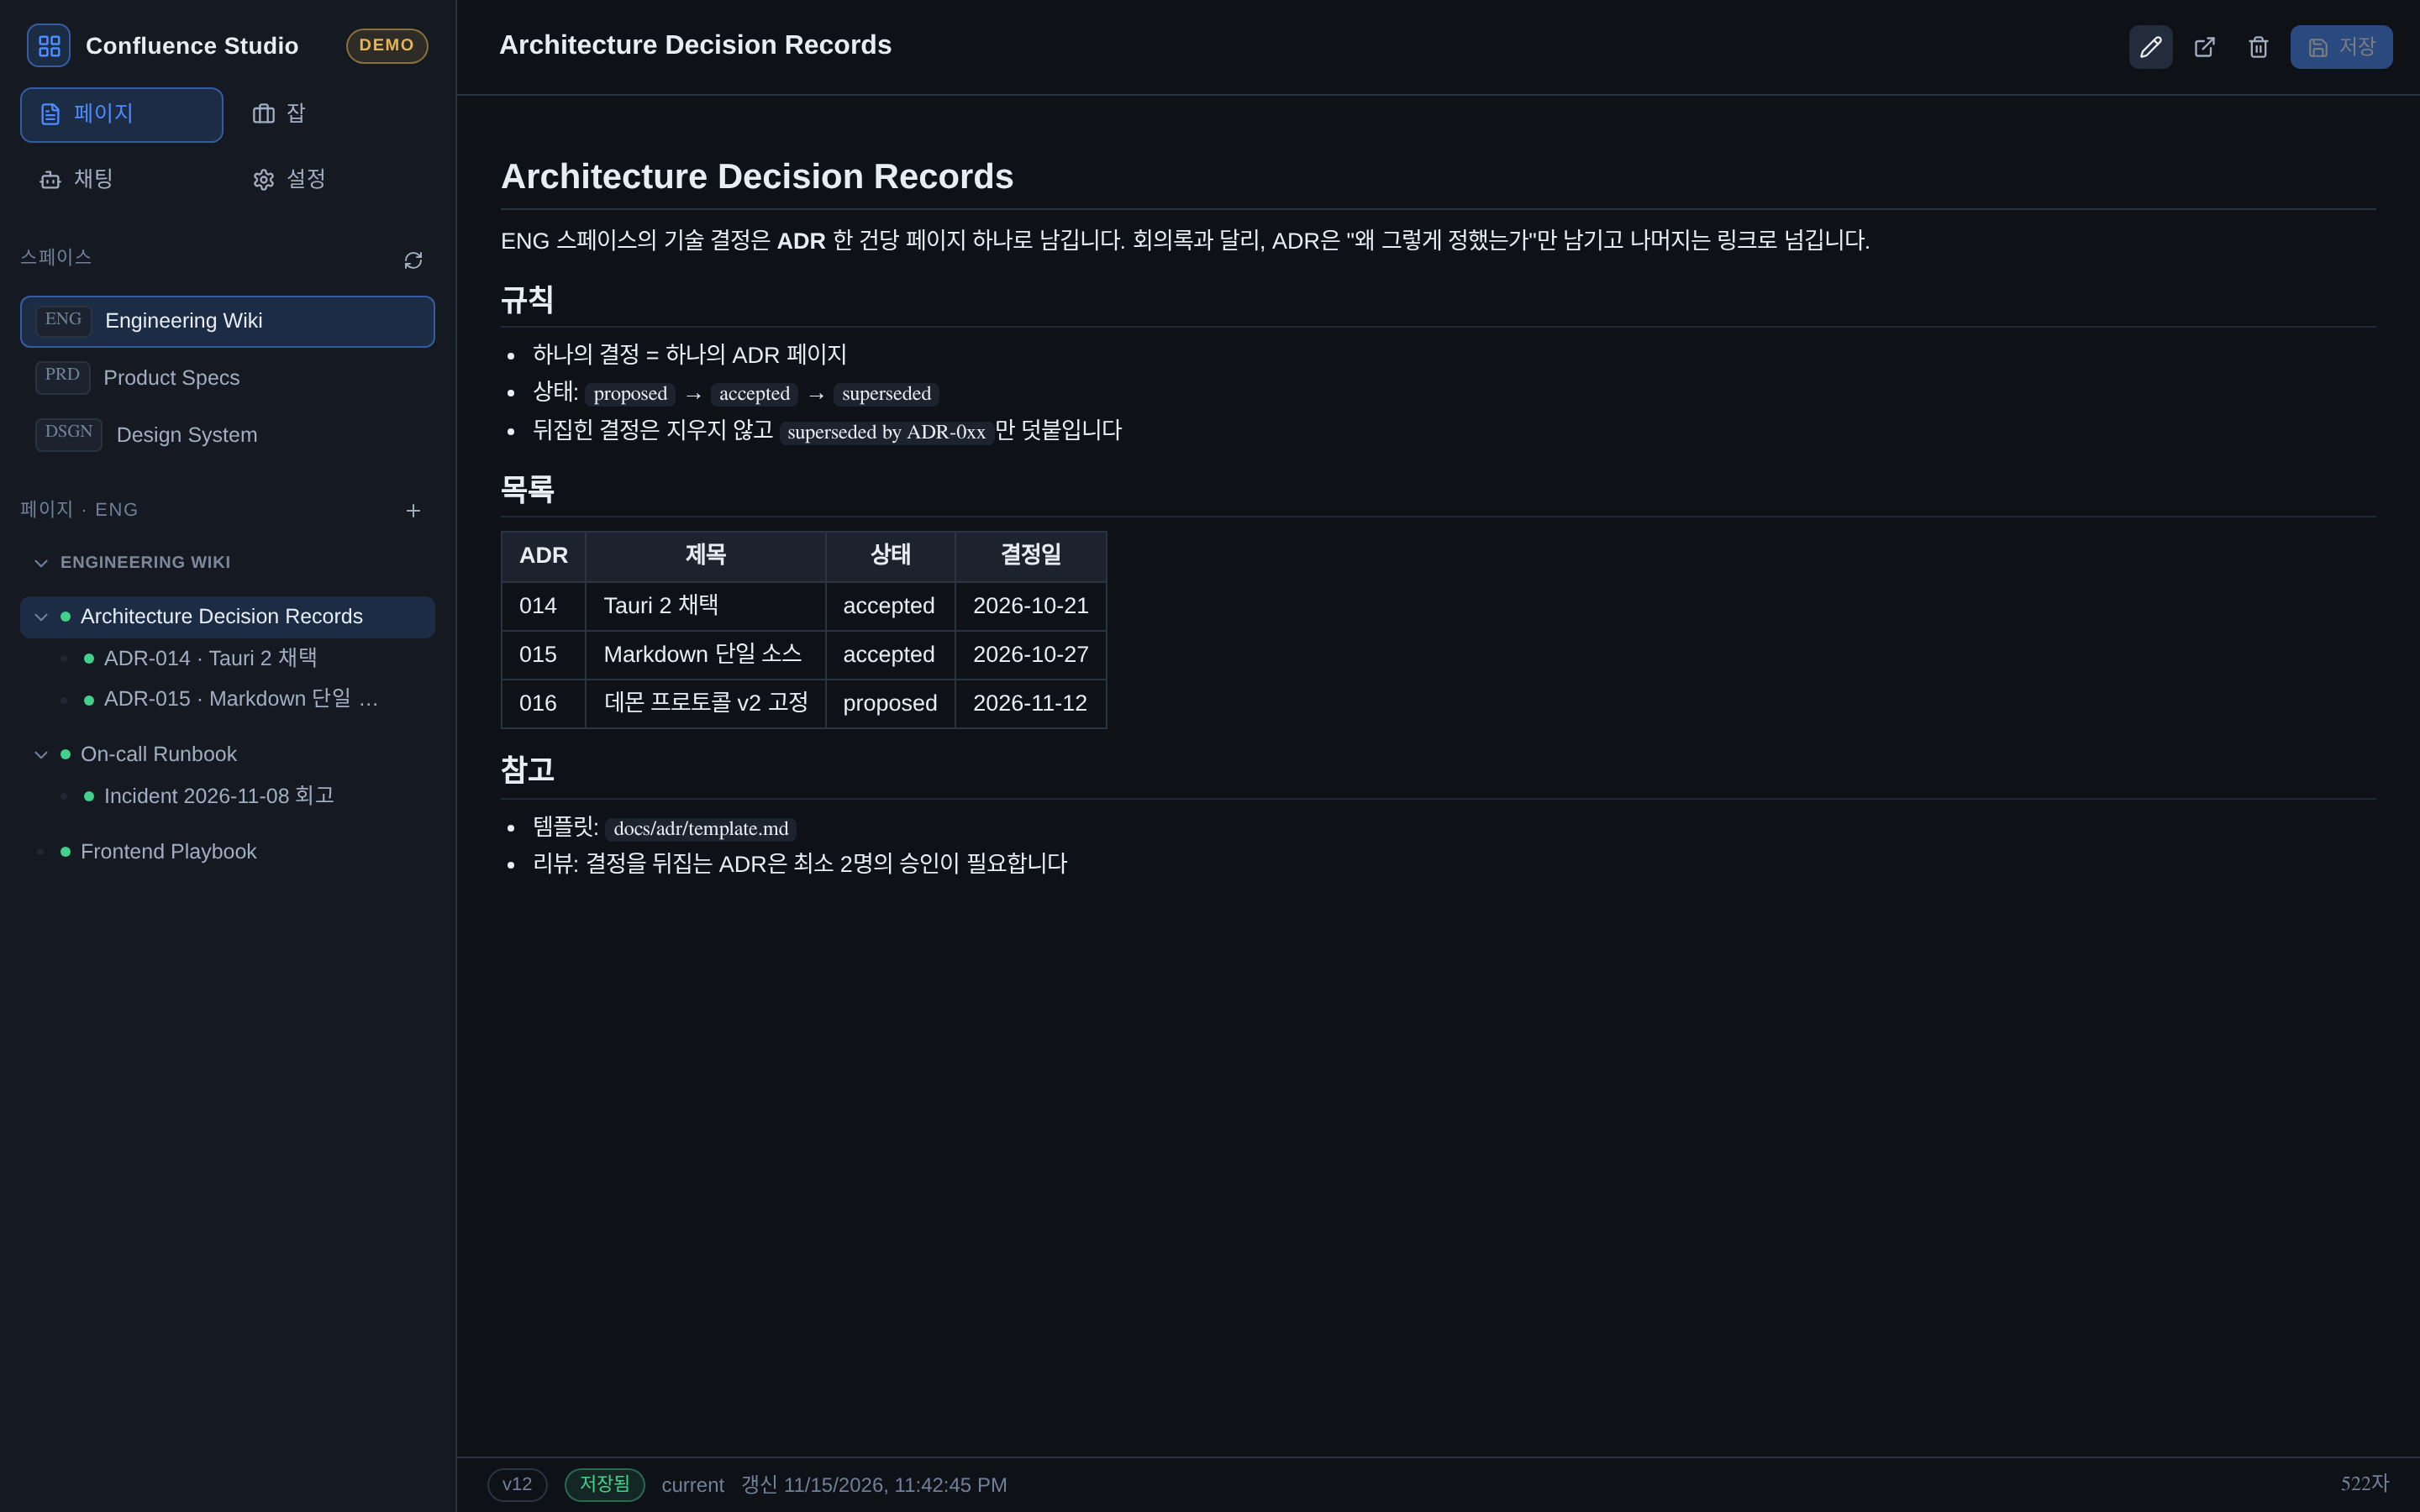 Confluence Studio DEMO
페이지 잡
채팅 설정
스페이스
ENG Engineering Wiki
PRD Product Specs
DSGN Design System
페이지 · ENG
ENGINEERING WIKI
Architecture Decision Records
ADR-014 · Tauri 2 채택
ADR-015 · Markdown 단일 …
On-call Runbook
Incident 2026-11-08 회고
Frontend Playbook
Architecture Decision Records
저장
Architecture Decision Records
ENG 스페이스의 기술 결정은 ADR 한 건당 페이지 하나로 남깁니다. 회의록과 달리, ADR은 "왜 그렇게 정했는가"만 남기고 나머지는 링크로 넘깁니다.
규칙
• 하나의 결정 = 하나의 ADR 페이지
• 상태: proposed → accepted → superseded
• 뒤집힌 결정은 지우지 않고 superseded by ADR-0xx 만 덧붙입니다
목록
ADR 제목 상태 결정일
014 Tauri 2 채택 accepted 2026-10-21
015 Markdown 단일 소스 accepted 2026-10-27
016 데몬 프로토콜 v2 고정 proposed 2026-11-12
참고
• 템플릿: docs/adr/template.md
• 리뷰: 결정을 뒤집는 ADR은 최소 2명의 승인이 필요합니다
v12 저장됨 current 갱신 11/15/2026, 11:42:45 PM
522자